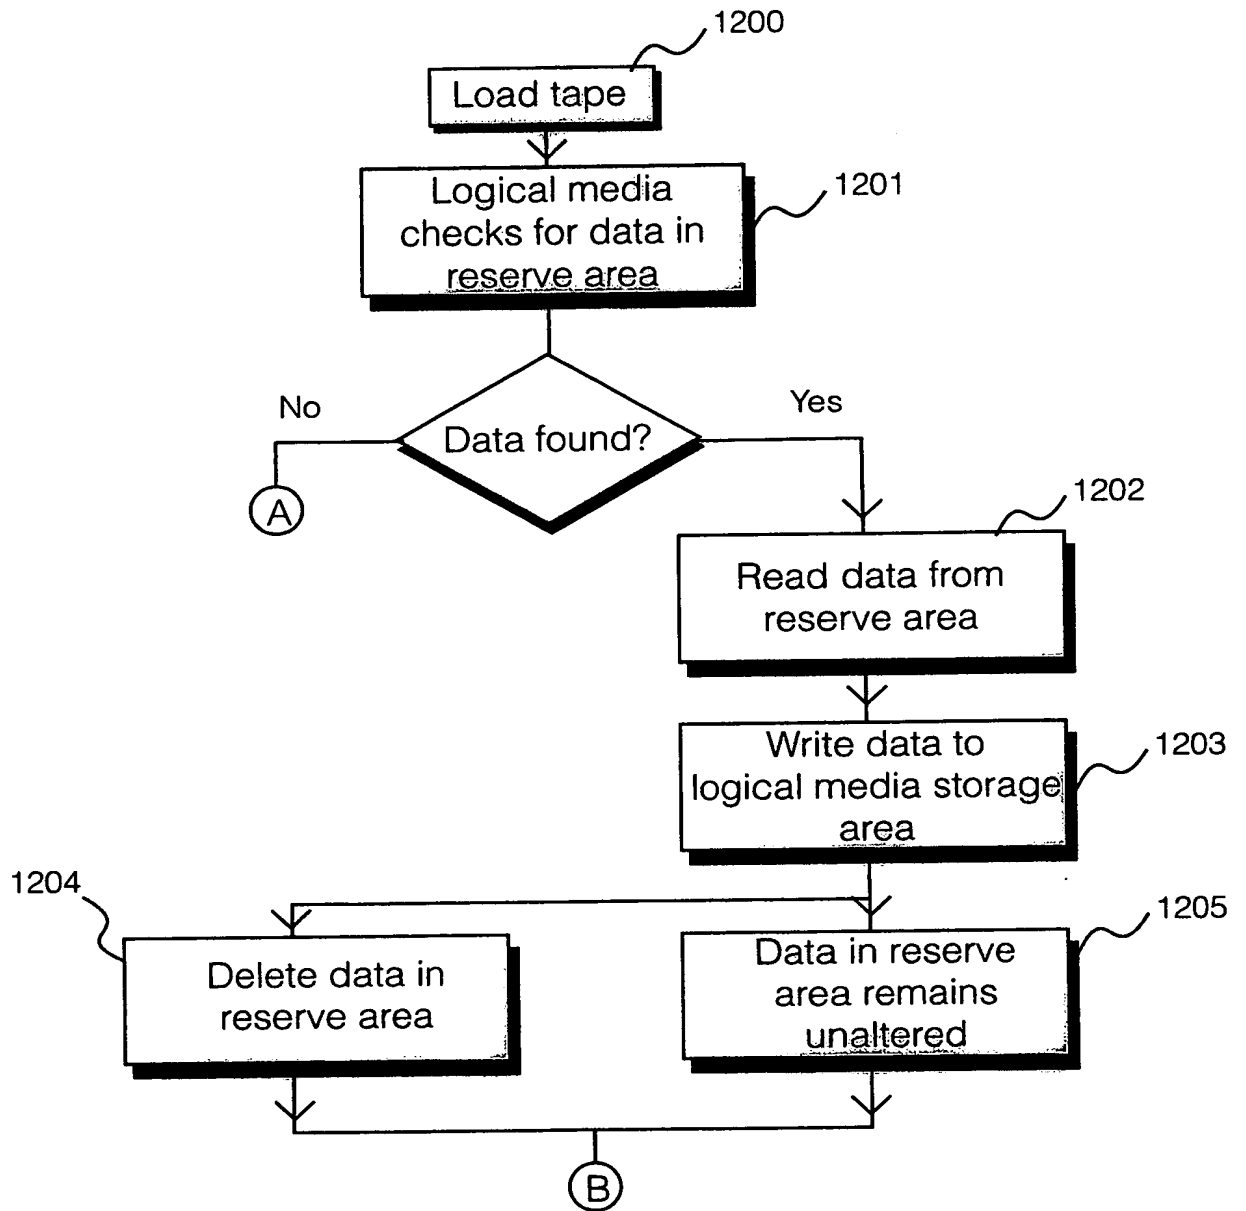 1200
Load tape
Logical media
checks for data in
reserve area
1201
No
Yes
Data found?
A
1202
Read data from
reserve area
Write data to
logical media storage
area
1203
1204
1205
Delete data in
reserve area
Data in reserve
area remains
unaltered
B